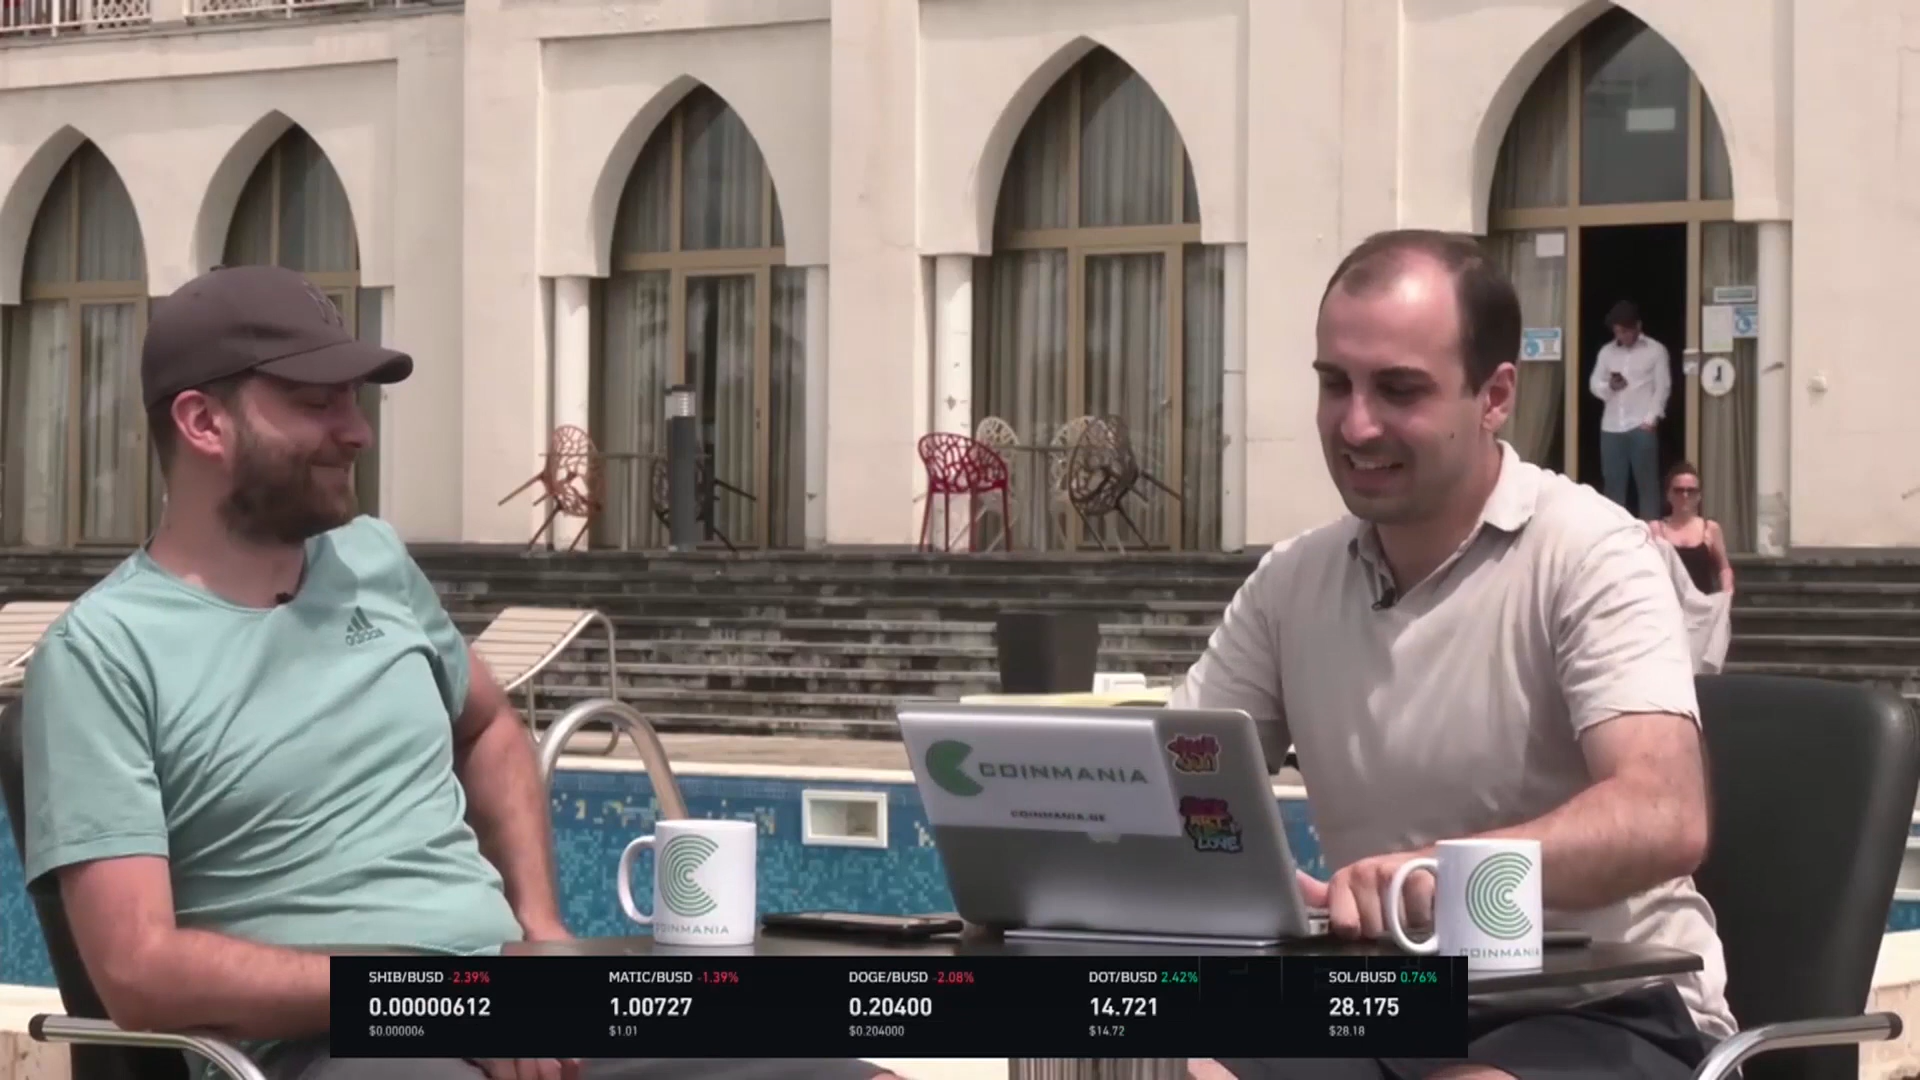 adidas
COINMANIA
COINMANIA.GE
LOVE
COINMANIA
COINMANIA
SHIB/BUSD -2.39%
0.00000612
$0.000006
MATIC/BUSD -1.39%
1.00727
$1.01
DOGE/BUSD -2.08%
0.20400
$0.204000
DOT/BUSD 2.42%
14.721
$14.72
SOL/BUSD 0.76%
28.175
$28.18